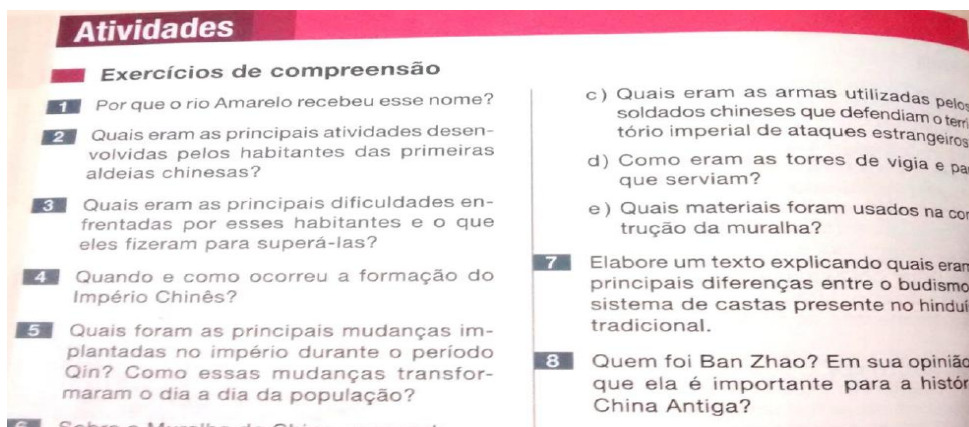 Atividades
Exercícios de compreensão
1 Por que o rio Amarelo recebeu esse nome?
2 Quais eram as principais atividades desen-
volvidas pelos habitantes das primeiras
aldeias chinesas?
3 Quais eram as principais dificuldades en-
frentadas por esses habitantes e o que
eles fizeram para superá-las?
4 Quando e como ocorreu a formação do
Império Chinês?
5 Quais foram as principais mudanças im-
plantadas no império durante o período
Qin? Como essas mudanças transfor-
maram o dia a dia da população?
c) Quais eram as armas utilizadas pelos
soldados chineses que defendiam o terri
tório imperial de ataques estrangeiros
d) Como eram as torres de vigia e par
que serviam?
e) Quais materiais foram usados na con
trução da muralha?
7 Elabore um texto explicando quais eram
principais diferenças entre o budismo
sistema de castas presente no hinduí
tradicional.
8 Quem foi Ban Zhao? Em sua opinião
que ela é importante para a histór
China Antiga?